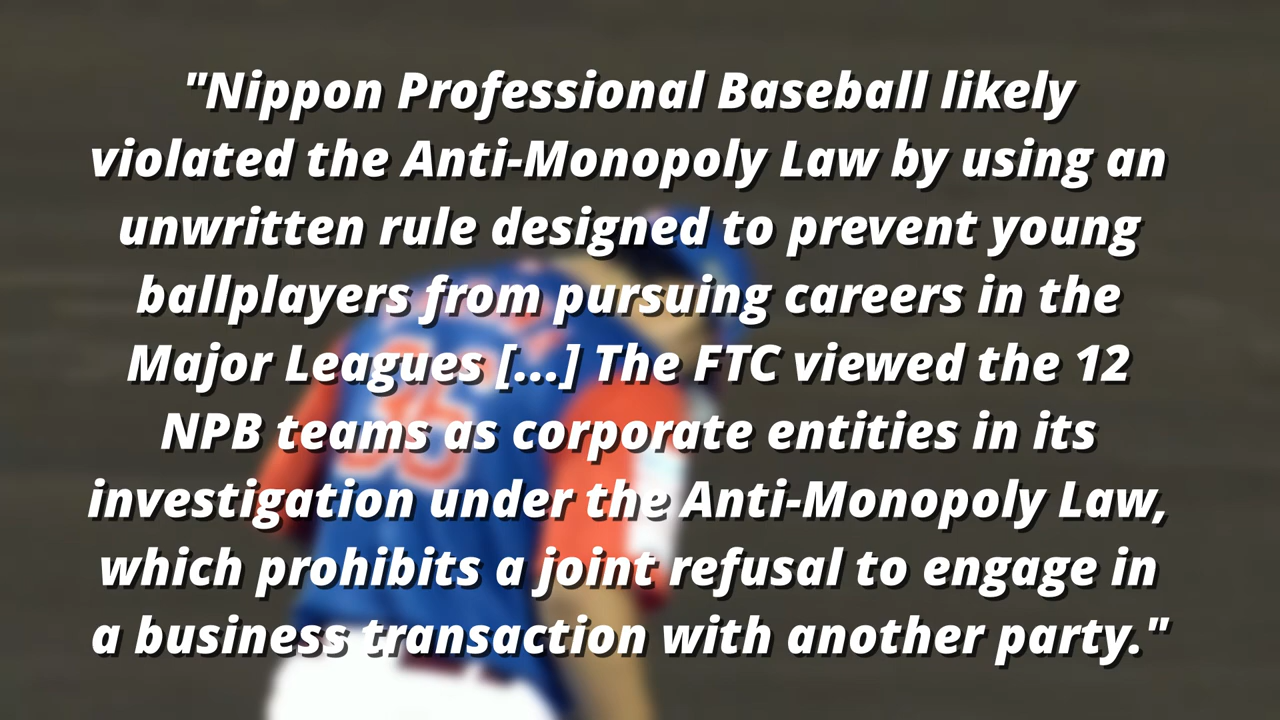 "Nippon Professional Baseball likely
violated the Anti-Monopoly Law by using an
unwritten rule designed to prevent young
ballplayers from pursuing careers in the
Major Leagues [...] The FTC viewed the 12
NPB teams as corporate entities in its
investigation under the Anti-Monopoly Law,
which prohibits a joint refusal to engage in
a business transaction with another party."
36